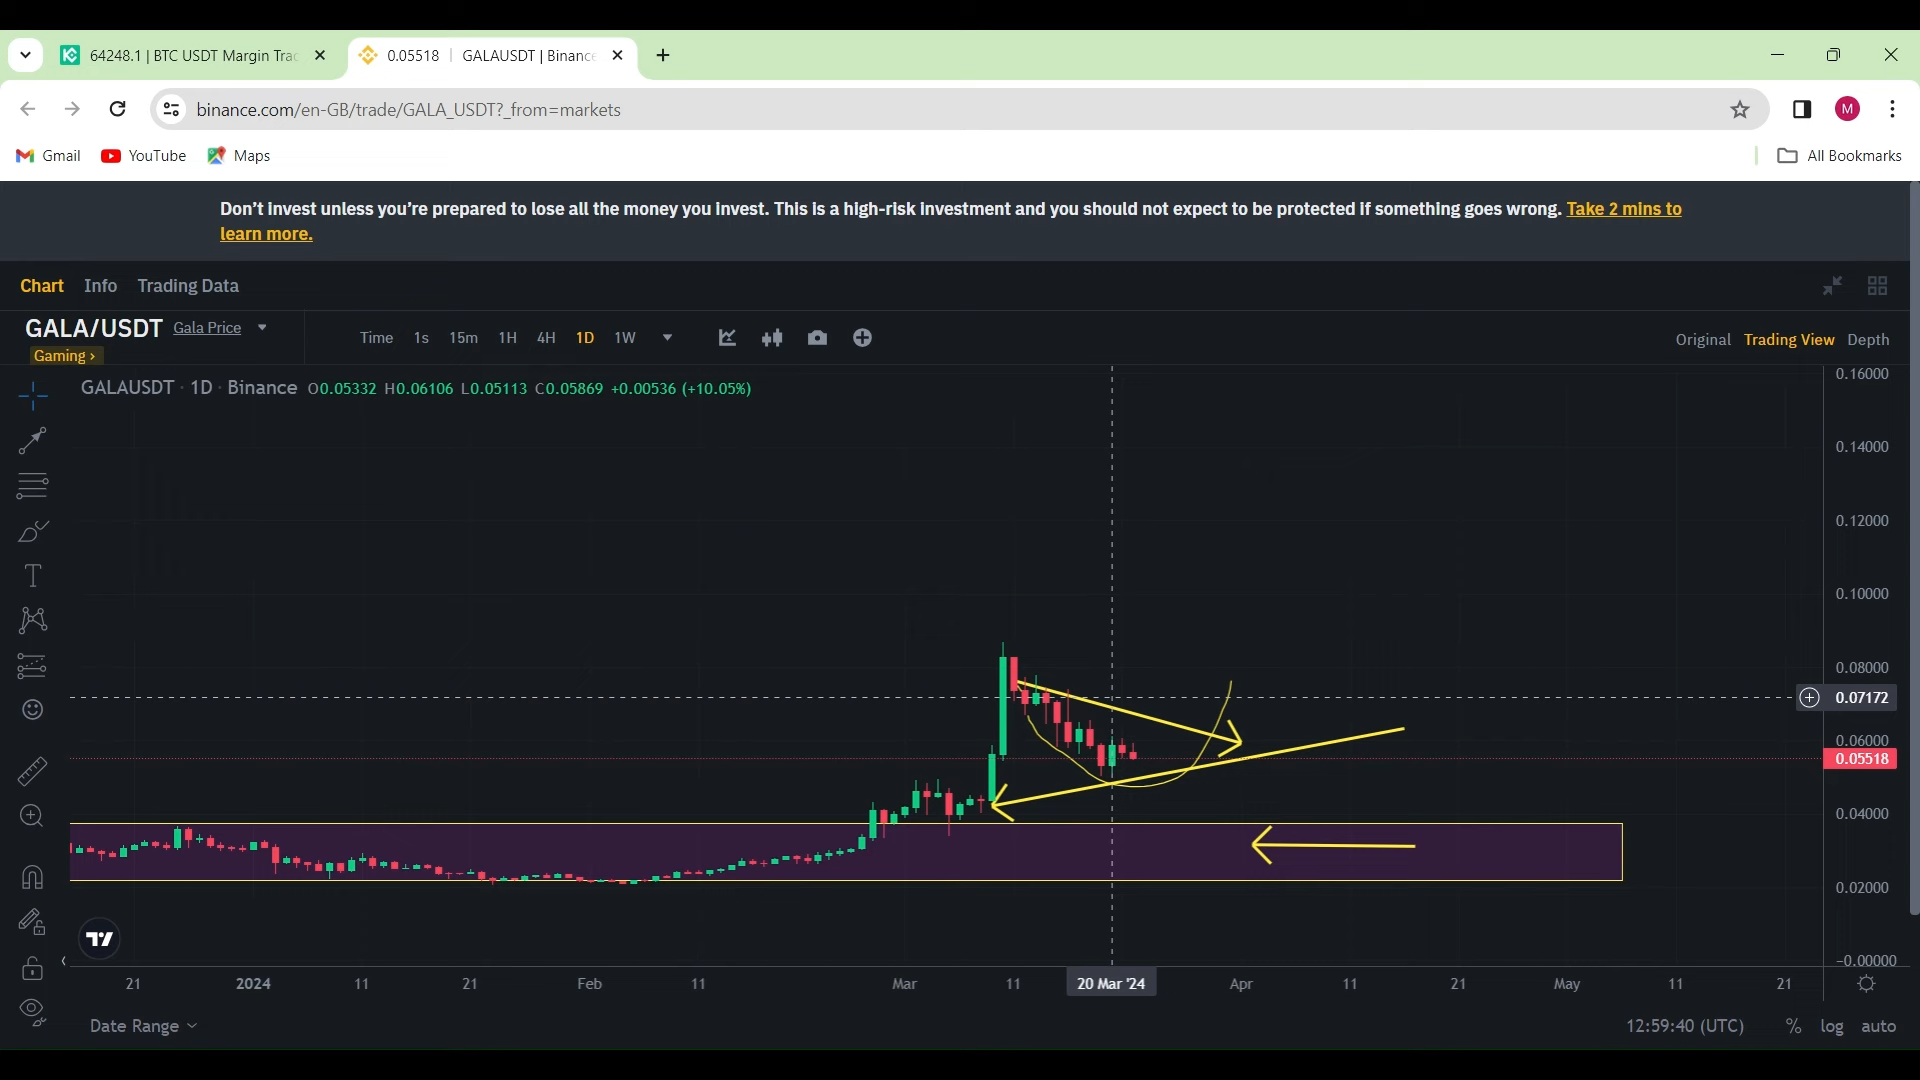 64248.1 | BTC USDT Margin Tra
0.05518 | GALAUSDT | Binance
binance.com/en-GB/trade/GALA_USDT?_from=markets
M
Gmail YouTube Maps All Bookmarks
Don't invest unless you're prepared to lose all the money you invest. This is a high-risk investment and you should not expect to be protected if something goes wrong. Take 2 mins to
learn more.
Chart Info Trading Data
GALA/USDT Gala Price
Gaming ›
Time 1s 15m 1H 4H 1D 1W
Original Trading View Depth
GALAUSDT · 1D · Binance O0.05332 H0.06106 L0.05113 C0.05869 +0.00536 (+10.05%)
0.16000
0.14000
0.12000
0.10000
0.08000
0.07172
0.06000
0.05518
0.04000
0.02000
-0.00000
21 2024 11 21 Feb 11 Mar 11 20 Mar '24 Apr 11 21 May 11 21
Date Range 12:59:40 (UTC) % log auto